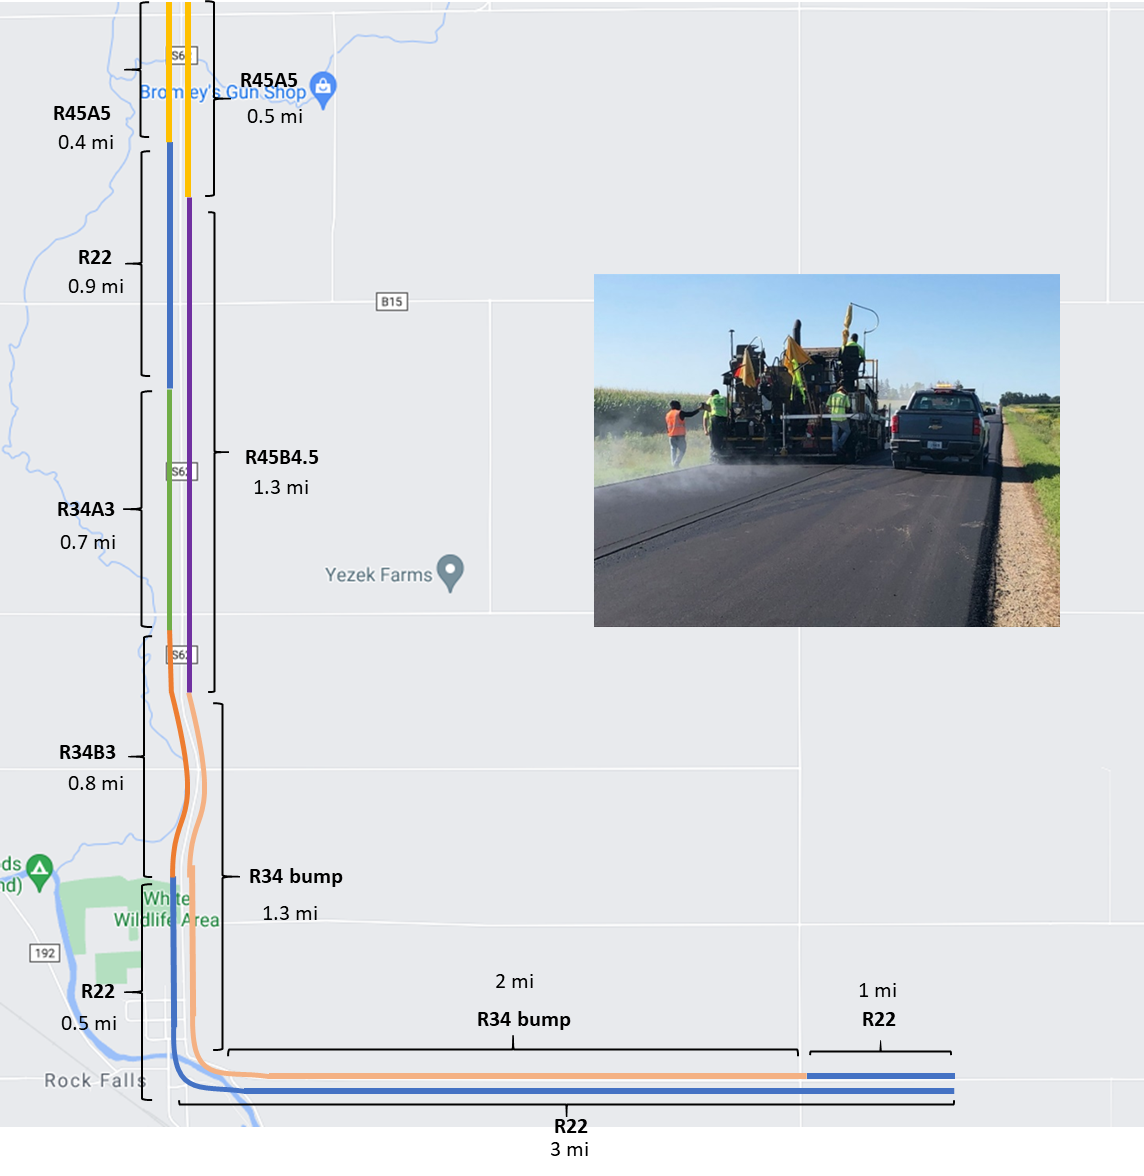 S6
R45A5
Bromley's Gun Shop
0.5 mi
R45A5
0.4 mi
R22
0.9 mi
B15
R45B4.5
1.3 mi
S62
R34A3
0.7 mi
Yezek Farms
S62
R34B3
0.8 mi
ds
nd)
R34 bump
1.3 mi
White
Wildlife Area
192
R22
0.5 mi
2 mi
R34 bump
1 mi
R22
Rock Falls
R22
3 mi